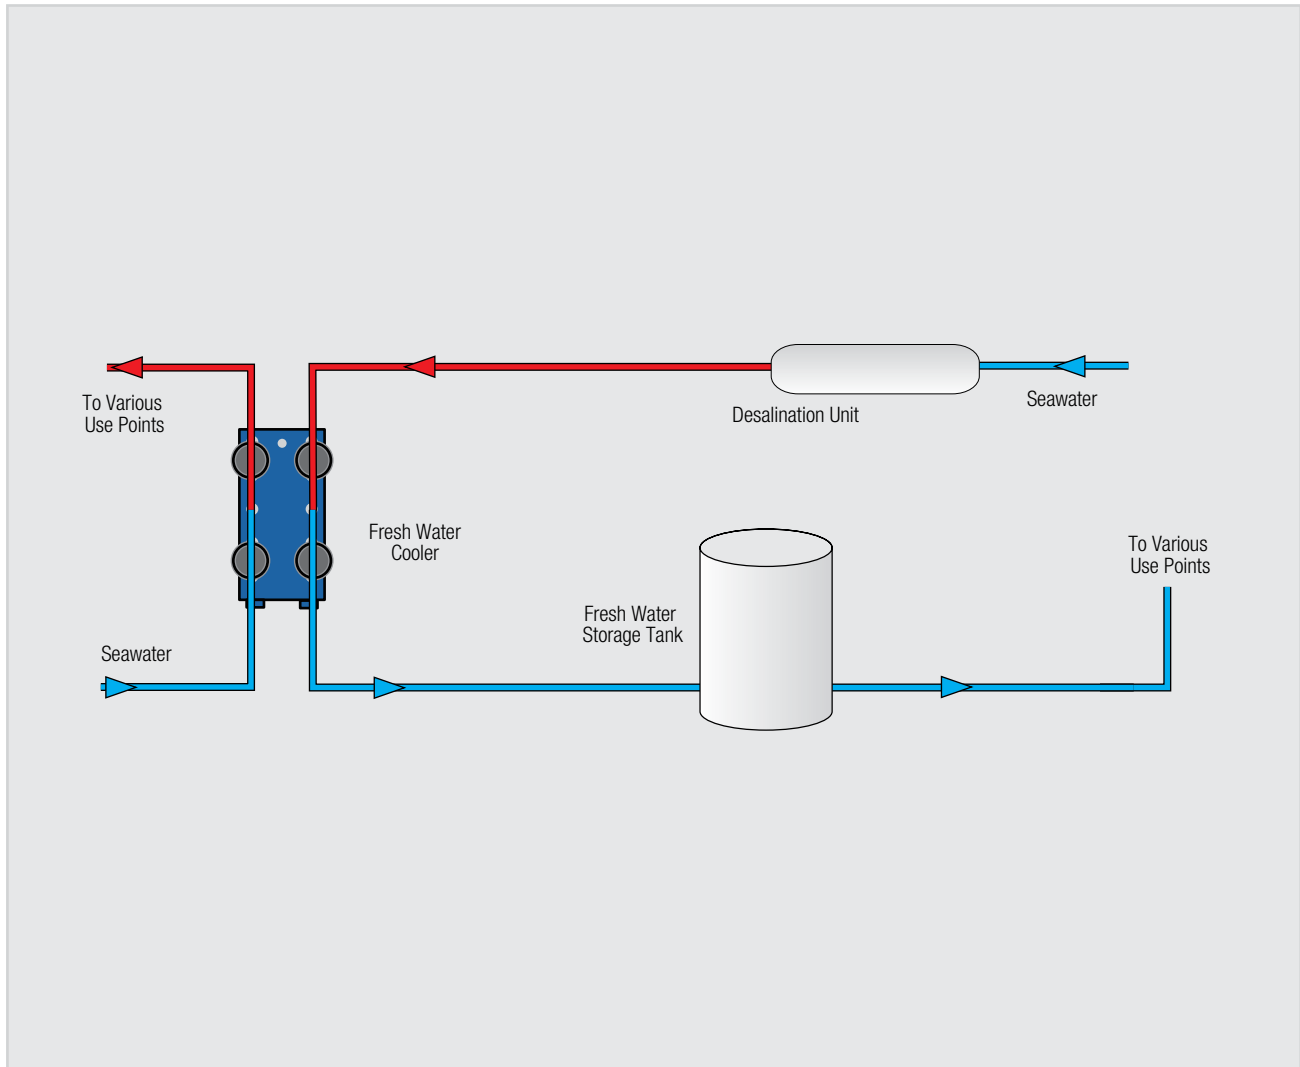 To Various
Use Points
Desalination Unit
Seawater
Fresh Water
Cooler
To Various
Use Points
Fresh Water
Storage Tank
Seawater